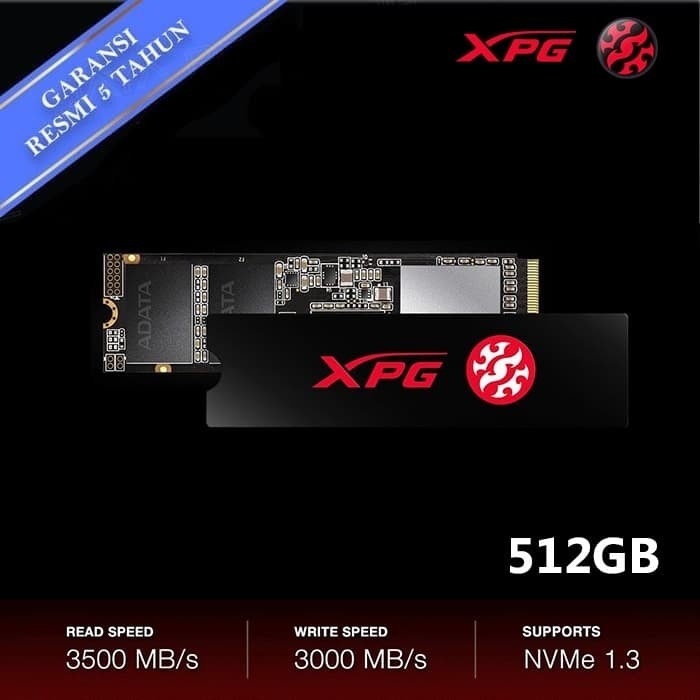 GARANSI
RESMI 5 TAHUN
XPG
ADATA
ADATA
XPG
512GB
READ SPEED
3500 MB/s
WRITE SPEED
3000 MB/s
SUPPORTS
NVMe 1.3